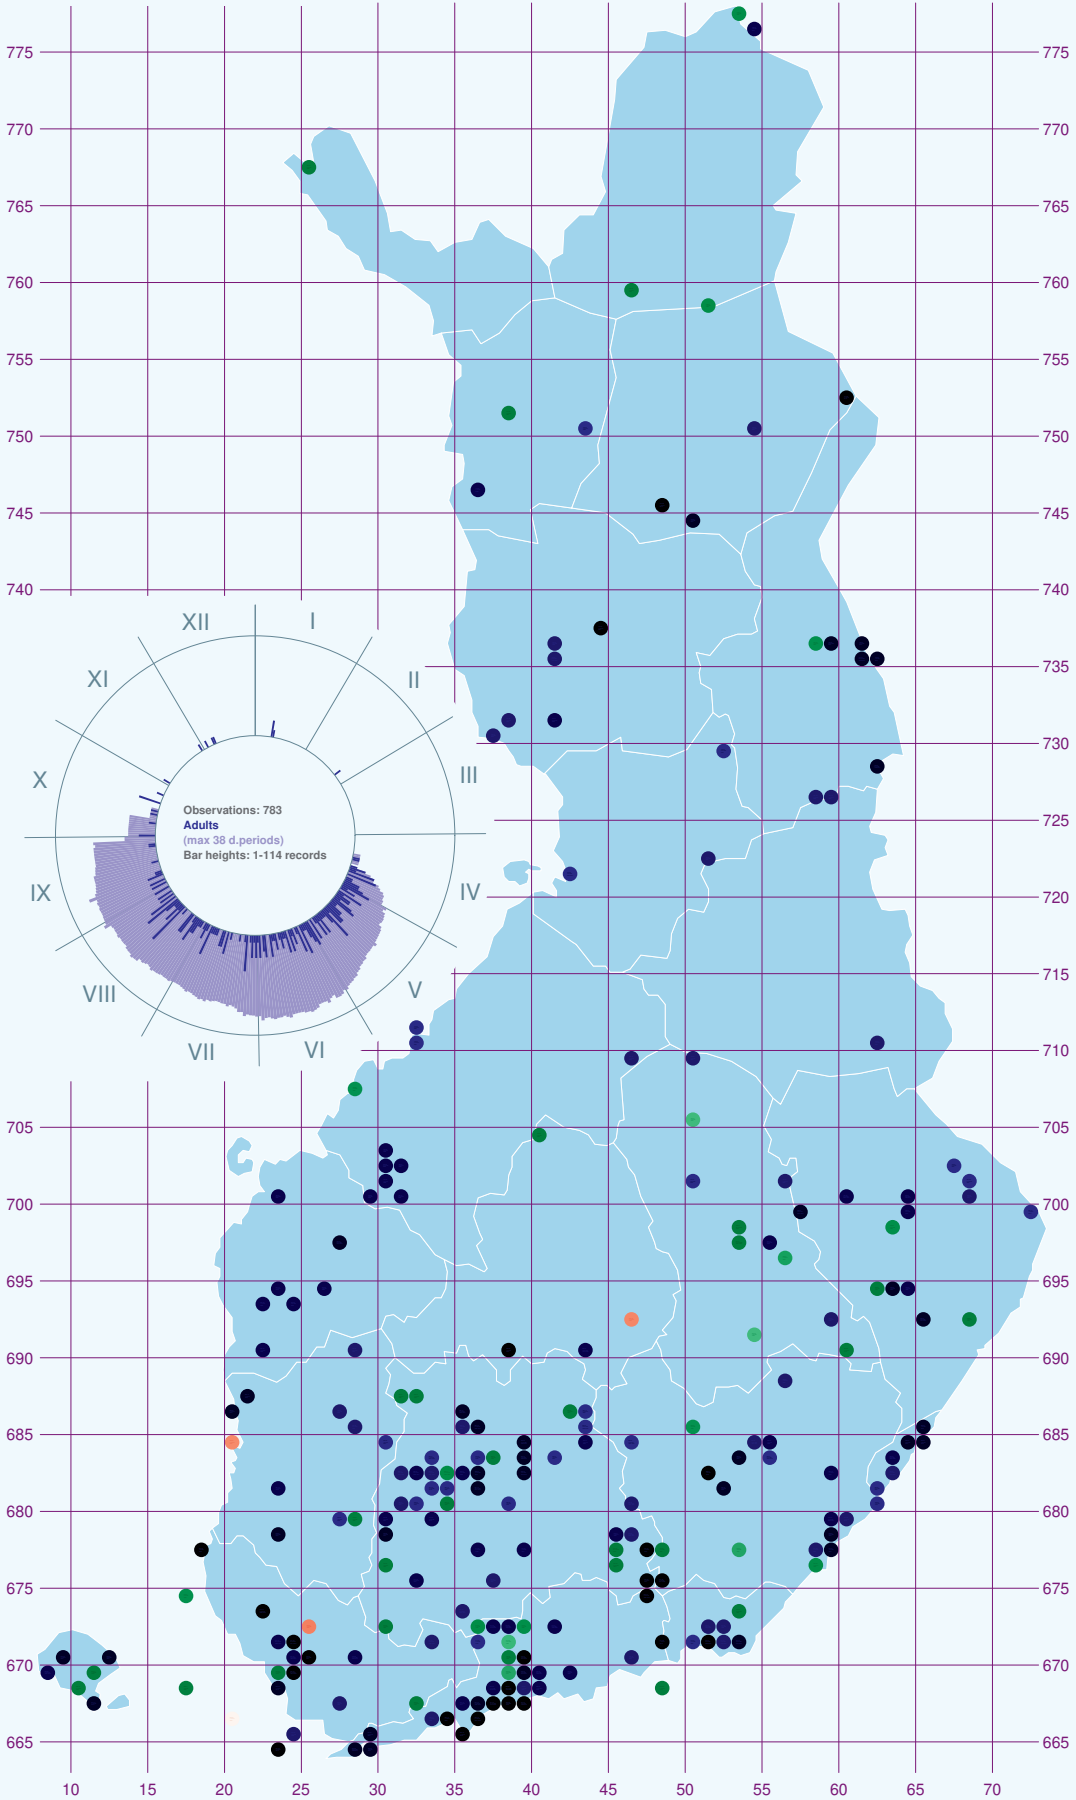 775 775
770 770
765 765
760 760
755 755
750 750
745 745
740 740
XII I
XI II
735 735
730 730
X III
Observations: 783
Adults
(max 38 d.periods)
Bar heights: 1-114 records
725 725
IX IV
720 720
715 715
VIII V
VII VI
710 710
705 705
700 700
695 695
690 690
685 685
680 680
675 675
670 670
665 665
10 15 20 25 30 35 40 45 50 55 60 65 70